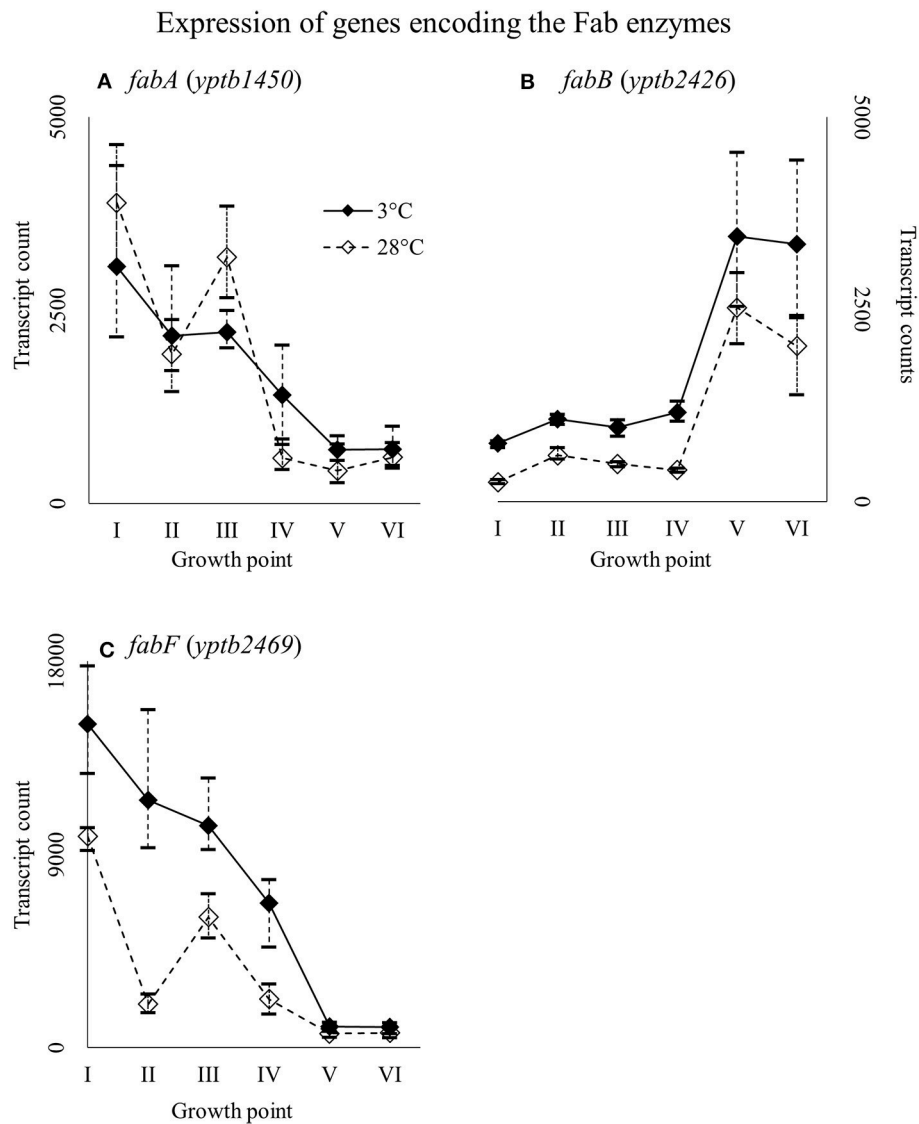 Expression of genes encoding the Fab enzymes
A fabA (yptb1450)
Transcript count
5000
2500
0
3°C
28°C
I II III IV V VI
Growth point
B fabB (yptb2426)
5000
2500
0
Transcript counts
I II III IV V VI
Growth point
C fabF (yptb2469)
Transcript count
18000
9000
0
I II III IV V VI
Growth point